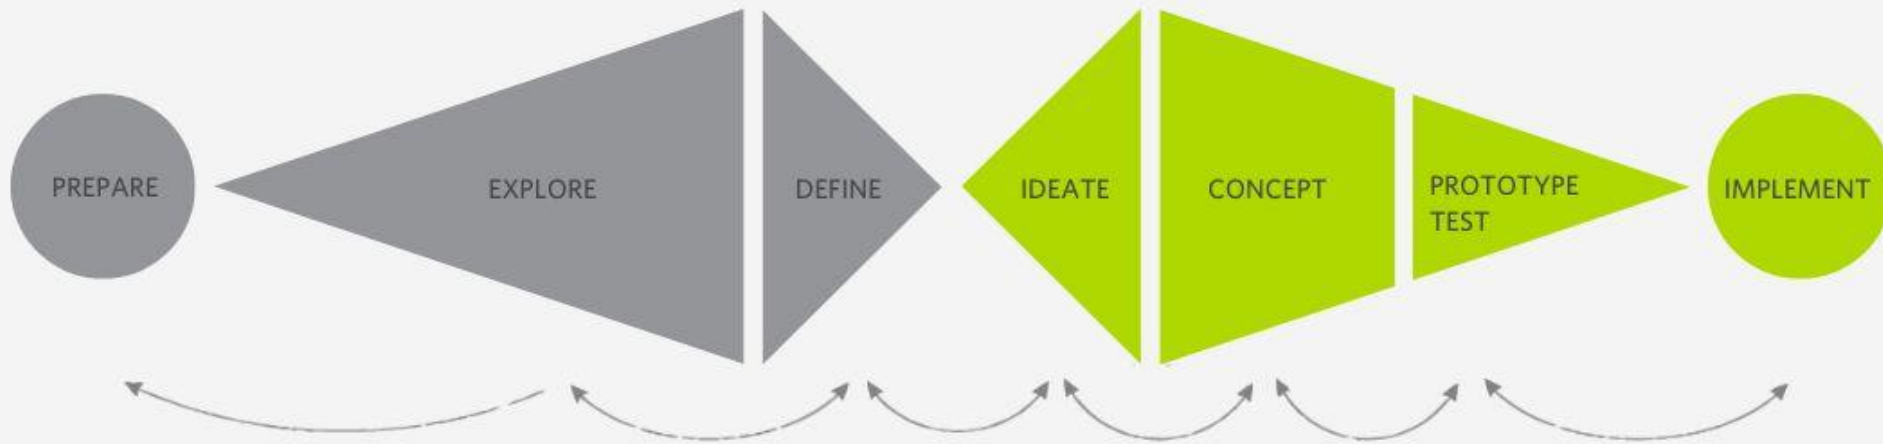 PREPARE
EXPLORE
DEFINE
IDEATE
CONCEPT
PROTOTYPE
TEST
IMPLEMENT